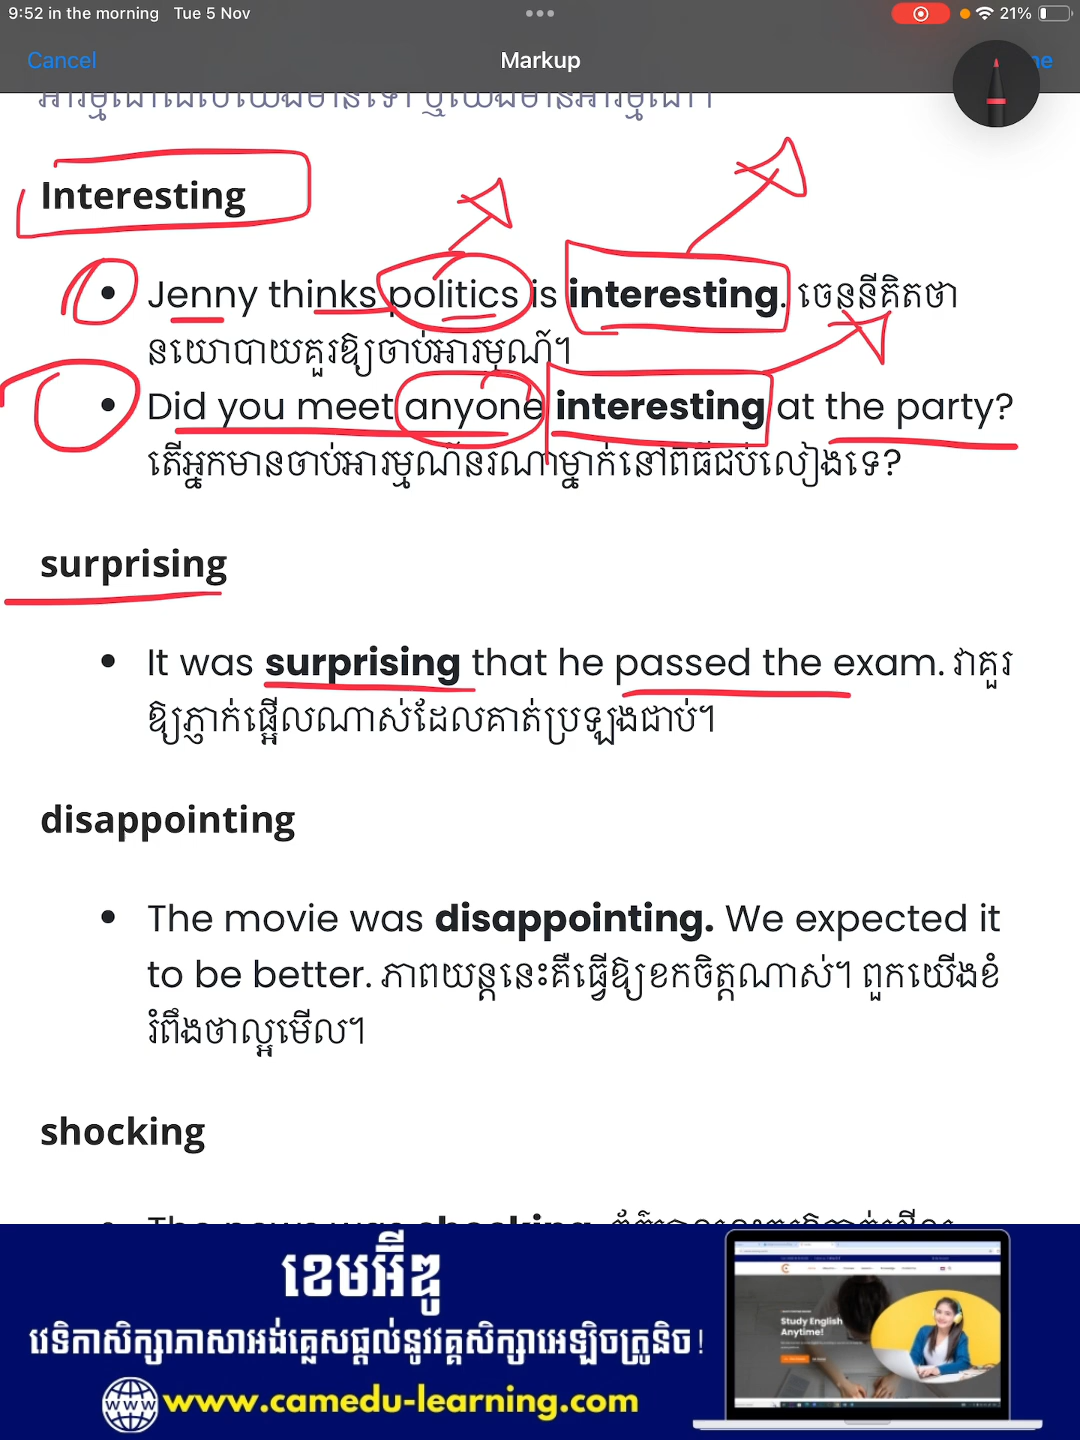 9:52 in the morning Tue 5 Nov
21%
Cancel
Markup
Interesting
Jenny thinks politics is interesting. ចេននីគិតថា
នយោបាយគួរឱ្យចាប់អារម្មណ៍។
Did you meet anyone interesting at the party?
តើអ្នកមានចាប់អារម្មណ៍នរណាម្នាក់នៅពិធីជប់លៀងទេ?
surprising
It was surprising that he passed the exam. វាគួរ
ឱ្យភ្ញាក់ផ្អើលណាស់ដែលគាត់ប្រឡងជាប់។
disappointing
The movie was disappointing. We expected it
to be better. ភាពយន្តនេះគឺធ្វើឱ្យខកចិត្តណាស់។ ពួកយើងខំ
រំពឹងថាល្អមើល។
shocking
The news was shocking.
ខេមអ៊ីឌូ
វេទិកាសិក្សាភាសាអង់គ្លេសផ្តល់នូវវគ្គសិក្សាអេឡិចត្រូនិច!
www.camedu-learning.com
Study English
Anytime!